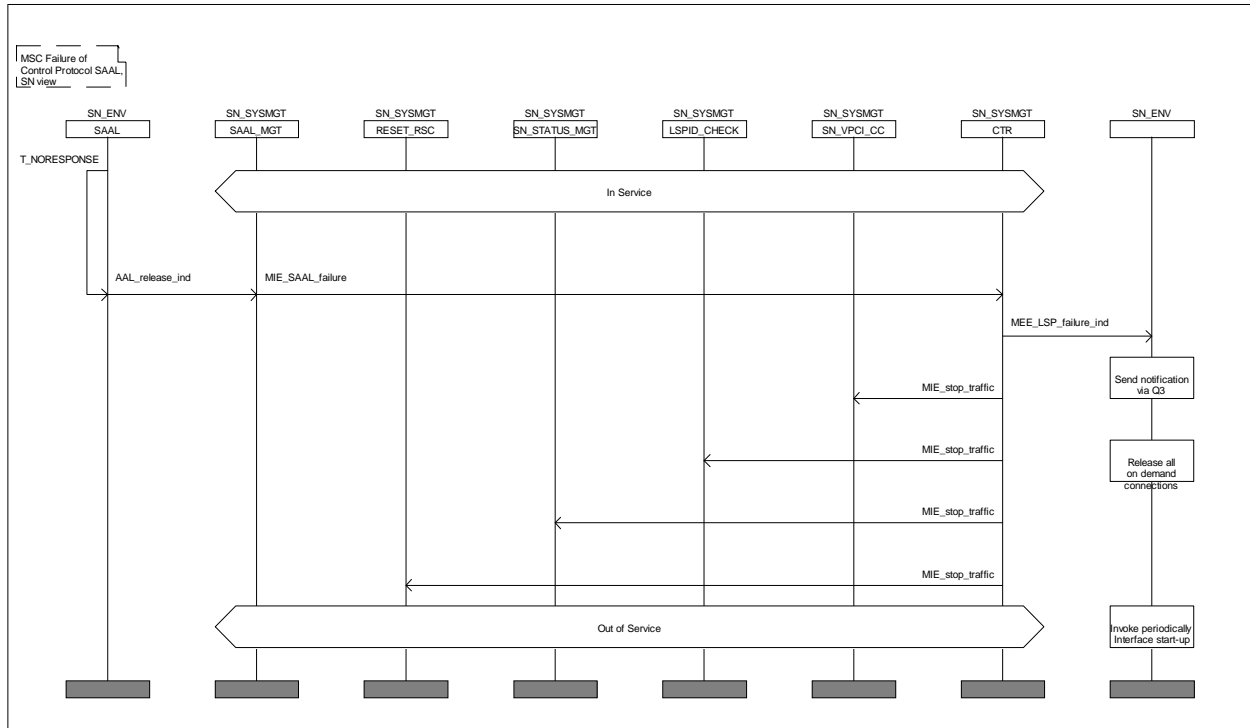 MSC Failure of
Control Protocol SAAL,
SN view
SN_ENV
SAAL
SN_SYSMGT
SAAL_MGT
SN_SYSMGT
RESET_RSC
SN_SYSMGT
SN_STATUS_MGT
SN_SYSMGT
LSPID_CHECK
SN_SYSMGT
SN_VPCI_CC
SN_SYSMGT
CTR
SN_ENV
T_NORESPONSE
In Service
AAL_release_ind
MIE_SAAL_failure
MEE_LSP_failure_ind
Send notification
via Q3
MIE_stop_traffic
MIE_stop_traffic
Release all
on demand
connections
MIE_stop_traffic
MIE_stop_traffic
Out of Service
Invoke periodically
Interface start-up